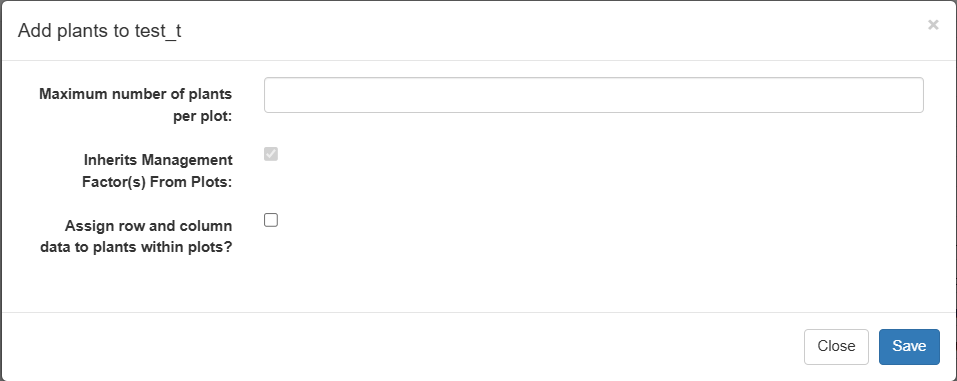 Add plants to test_t
×
Maximum number of plants
per plot:
Inherits Management
Factor(s) From Plots:
Assign row and column
data to plants within plots?
Close
Save